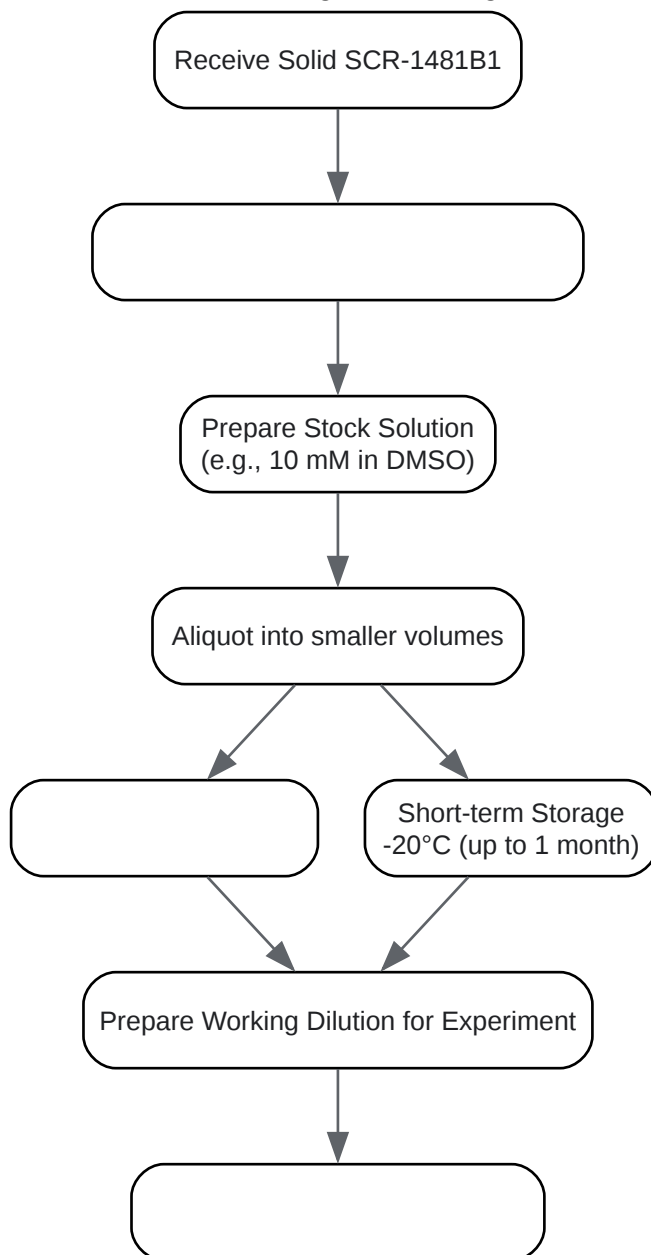 Receive Solid SCR-1481B1
Prepare Stock Solution
(e.g., 10 mM in DMSO)
Aliquot into smaller volumes
Short-term Storage
-20°C (up to 1 month)
Prepare Working Dilution for Experiment